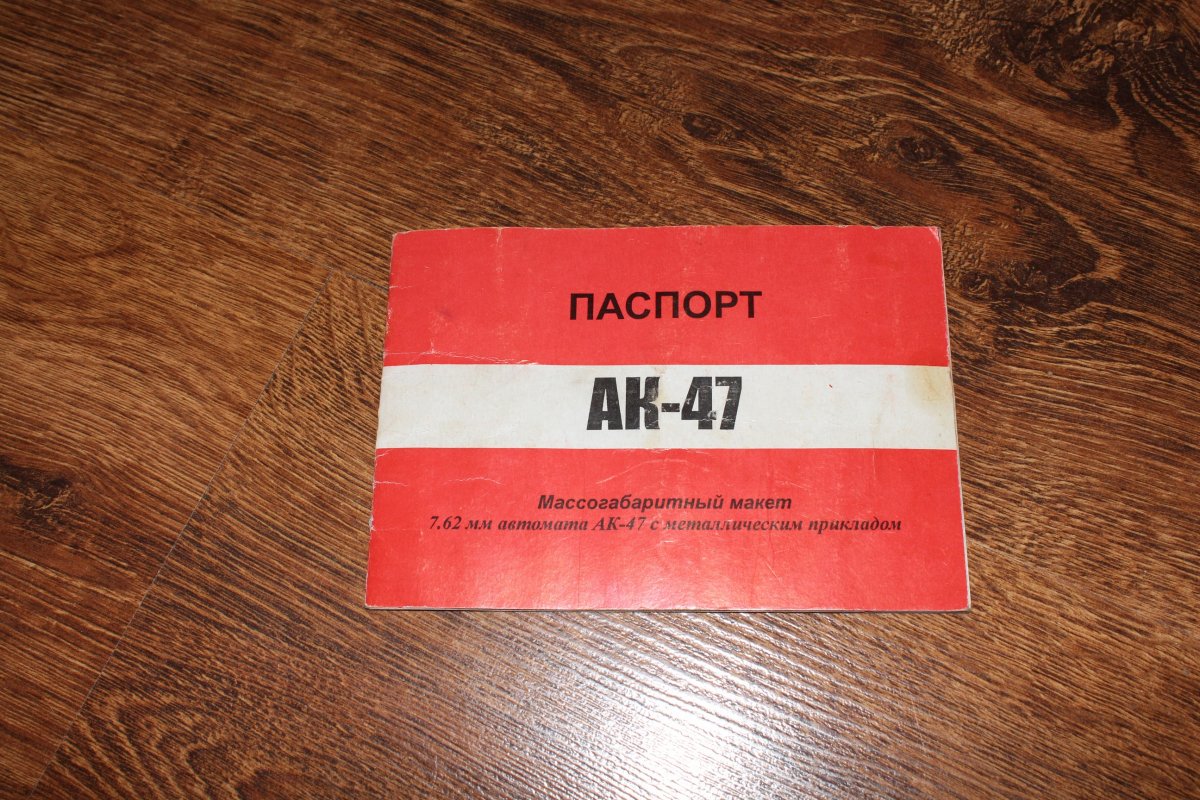 ПАСПОРТ
АК-47
Массогабаритный макет
7.62 мм автомата АК-47 с металлическим прикладом